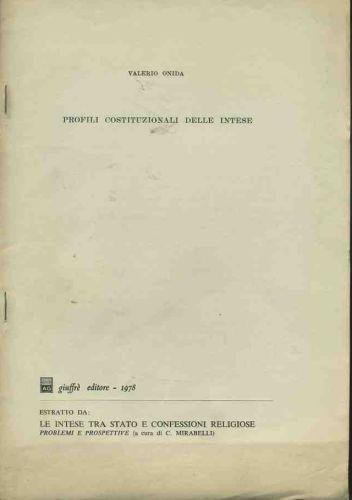 VALERIO ONIDA
PROFILI COSTITUZIONALI DELLE INTESE
AG
giuffrè editore - 1978
ESTRATTO DA:
LE INTESE TRA STATO E CONFESSIONI RELIGIOSE
PROBLEMI E PROSPETTIVE (a cura di C. MIRABELLI)